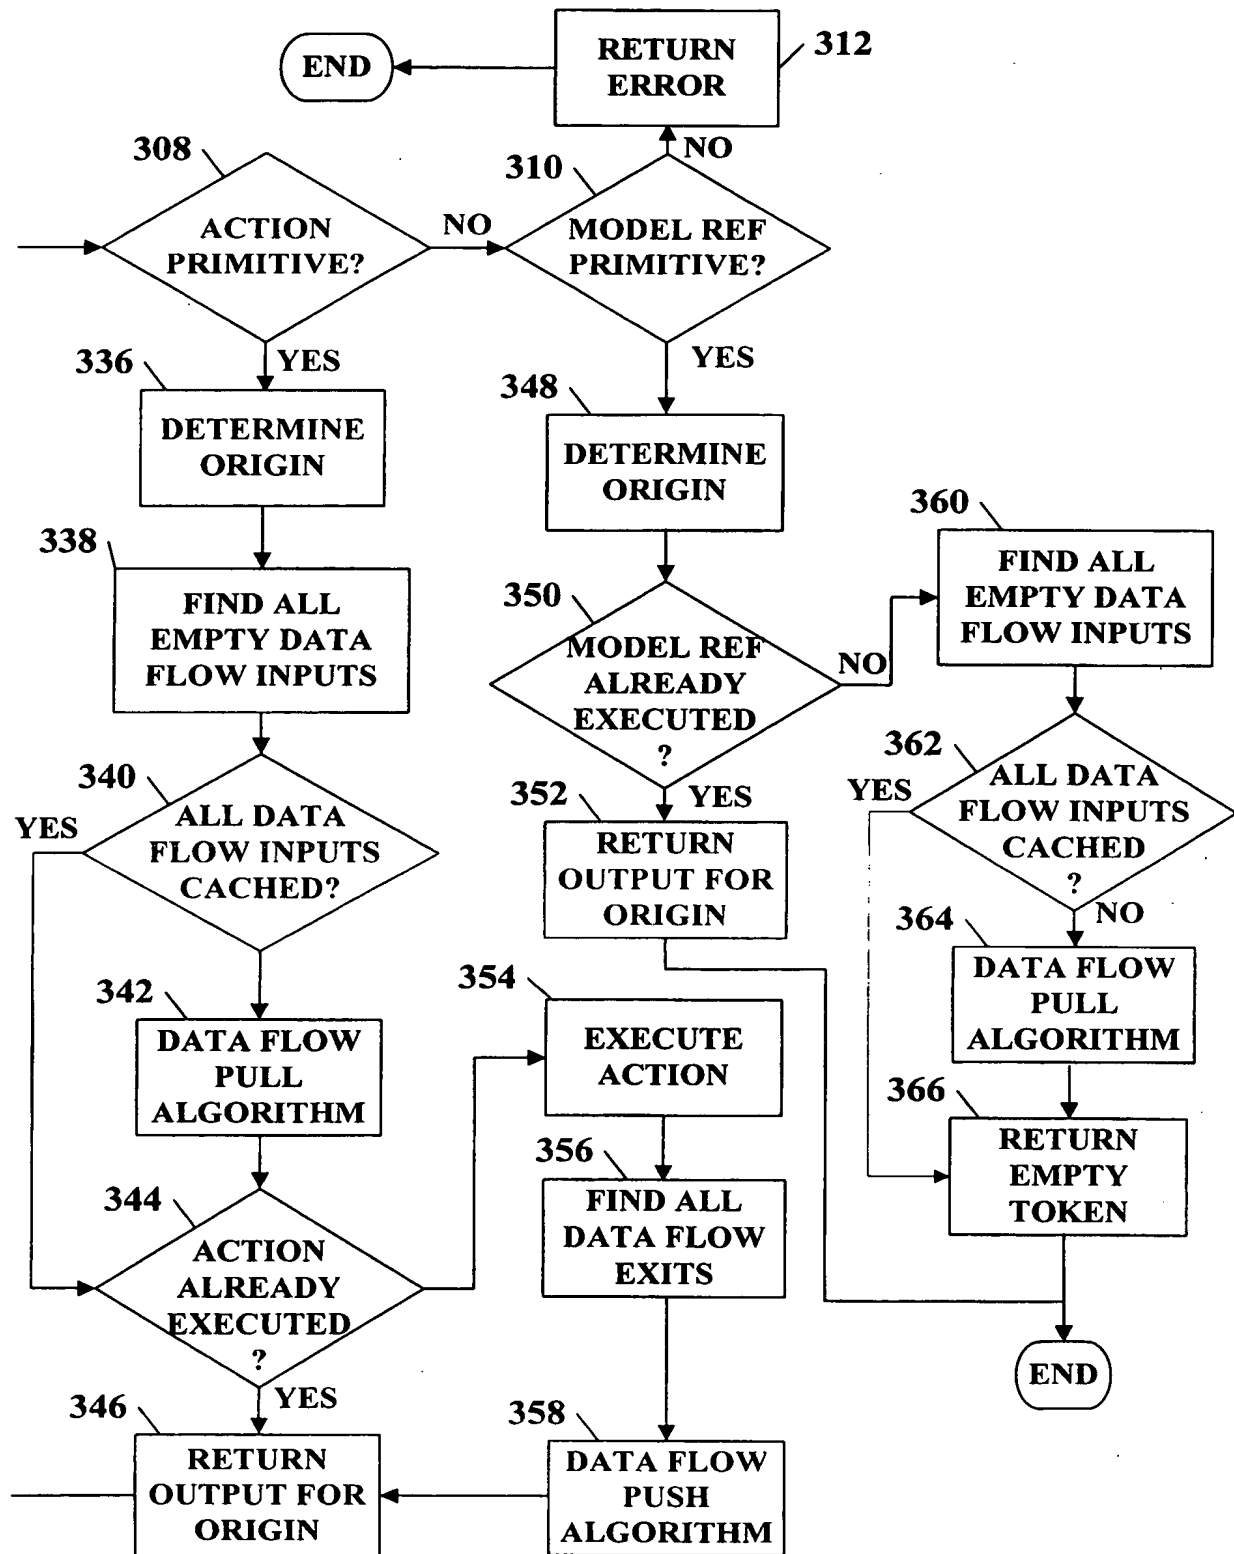 END
RETURN
ERROR
312
308
ACTION
PRIMITIVE?
NO
310
NO
MODEL REF
PRIMITIVE?
YES
336
DETERMINE
ORIGIN
YES
348
DETERMINE
ORIGIN
338
FIND ALL
EMPTY DATA
FLOW INPUTS
350
MODEL REF
ALREADY
EXECUTED
?
NO
360
FIND ALL
EMPTY DATA
FLOW INPUTS
340
ALL DATA
FLOW INPUTS
CACHED?
YES
352
YES
RETURN
OUTPUT FOR
ORIGIN
362
ALL DATA
FLOW INPUTS
CACHED
?
YES
NO
364
DATA FLOW
PULL
ALGORITHM
342
DATA FLOW
PULL
ALGORITHM
354
EXECUTE
ACTION
366
RETURN
EMPTY
TOKEN
344
ACTION
ALREADY
EXECUTED
?
YES
356
FIND ALL
DATA FLOW
EXITS
END
346
RETURN
OUTPUT FOR
ORIGIN
358
DATA FLOW
PUSH
ALGORITHM